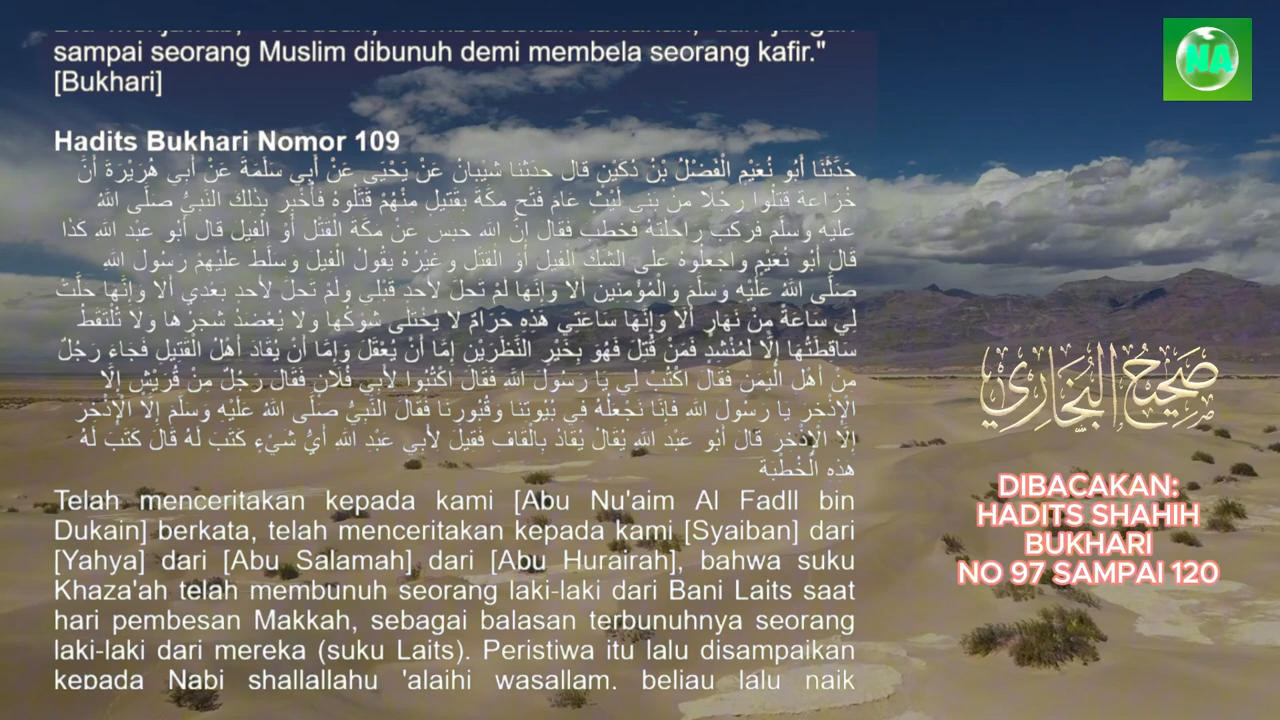 sampai seorang Muslim dibunuh demi membela seorang kafir."
[Bukhari]
Hadits Bukhari Nomor 109
حَدَّثَنَا أَبُو نُعَيْمٍ الْفَضْلُ بْنُ دُكَيْنٍ قَالَ حَدَّثَنَا شَيْبَانُ عَنْ يَحْيَى عَنْ أَبِي سَلَمَةَ عَنْ أَبِي هُرَيْرَةَ أَنَّ
خُزَاعَةَ قَتَلُوا رَجُلًا مِنْ بَنِي لَيْثٍ عَامَ فَتْحِ مَكَّةَ بِقَتِيلٍ مِنْهُمْ قَتَلُوهُ فَأُخْبِرَ بِذَلِكَ النَّبِيُّ صَلَّى اللَّهُ
عَلَيْهِ وَسَلَّمَ فَرَكِبَ رَاحِلَتَهُ فَخَطَبَ فَقَالَ إِنَّ اللَّهَ حَبَسَ عَنْ مَكَّةَ الْقَتْلَ أَوْ الْفِيلَ قَالَ أَبُو عَبْد اللَّهِ كَذَا
قَالَ أَبُو نُعَيْمٍ وَاجْعَلُوهُ عَلَى الشَّكِّ الْفِيلَ أَوْ الْقَتْلَ وَغَيْرُهُ يَقُولُ الْفِيلَ وَسَلَّطَ عَلَيْهِمْ رَسُولَ اللَّهِ
صَلَّى اللَّهُ عَلَيْهِ وَسَلَّمَ وَالْمُؤْمِنِينَ أَلَا وَإِنَّهَا لَمْ تَحِلَّ لِأَحَدٍ قَبْلِي وَلَمْ تَحِلَّ لِأَحَدٍ بَعْدِي أَلَا وَإِنَّهَا حَلَّتْ
لِي سَاعَةً مِنْ نَهَارٍ أَلَا وَإِنَّهَا سَاعَتِي هَذِهِ حَرَامٌ لَا يُخْتَلَى شَوْكُهَا وَلَا يُعْضَدُ شَجَرُهَا وَلَا تُلْتَقَطُ
سَاقِطَتُهَا إِلَّا لِمُنْشِدٍ فَمَنْ قُتِلَ فَهُوَ بِخَيْرِ النَّظَرَيْنِ إِمَّا أَنْ يُعْقَلَ وَإِمَّا أَنْ يُقَادَ أَهْلُ الْقَتِيلِ فَجَاءَ رَجُلٌ
مِنْ أَهْلِ الْيَمَنِ فَقَالَ اكْتُبْ لِي يَا رَسُولَ اللَّهِ فَقَالَ اكْتُبُوا لِأَبِي فُلَانٍ فَقَالَ رَجُلٌ مِنْ قُرَيْشٍ إِلَّا
الْإِذْخِرَ يَا رَسُولَ اللَّهِ فَإِنَّا نَجْعَلُهُ فِي بُيُوتِنَا وَقُبُورِنَا فَقَالَ النَّبِيُّ صَلَّى اللَّهُ عَلَيْهِ وَسَلَّمَ إِلَّا الْإِذْخِرَ
إِلَّا الْإِذْخِرَ قَالَ أَبُو عَبْد اللَّهِ يُقَالُ يُقَادُ بِالْقَافِ فَقِيلَ لِأَبِي عَبْدِ اللَّهِ أَيُّ شَيْءٍ كَتَبَ لَهُ قَالَ كَتَبَ لَهُ
هَذِهِ الْخُطْبَةَ
Telah menceritakan kepada kami [Abu Nu'aim Al Fadll bin
Dukain] berkata, telah menceritakan kepada kami [Syaiban] dari
[Yahya] dari [Abu Salamah] dari [Abu Hurairah], bahwa suku
Khaza'ah telah membunuh seorang laki-laki dari Bani Laits saat
hari pembesan Makkah, sebagai balasan terbunuhnya seorang
laki-laki dari mereka (suku Laits). Peristiwa itu lalu disampaikan
kepada Nabi shallallahu 'alaihi wasallam, beliau lalu naik
NA
صَحِيحُ الْبُخَارِي
DIBACAKAN:
HADITS SHAHIH
BUKHARI
NO 97 SAMPAI 120